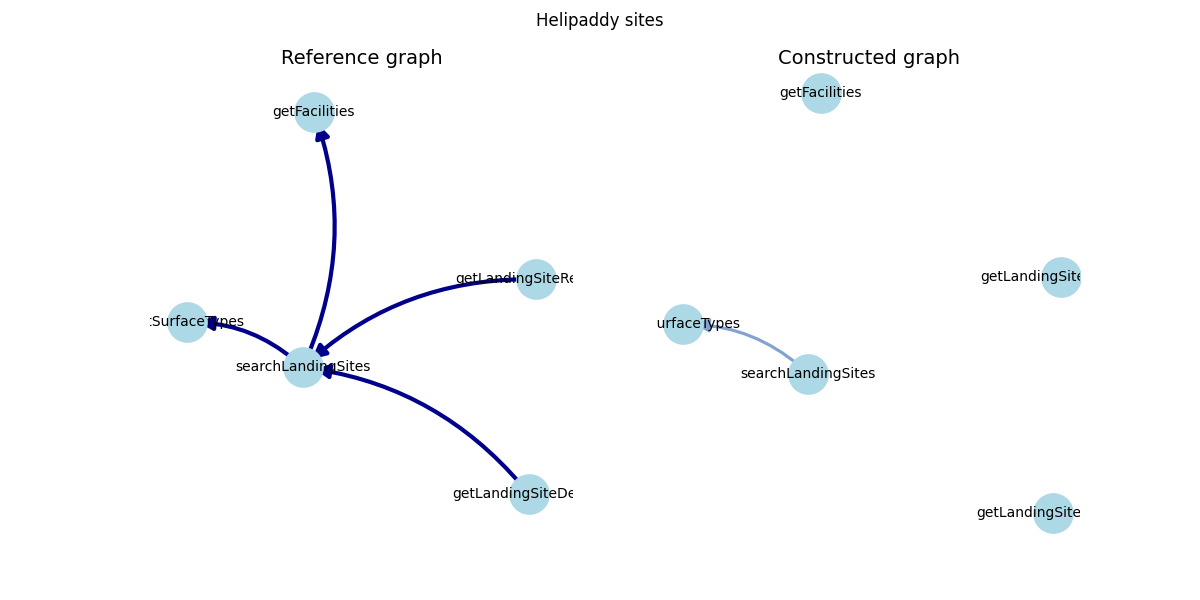 Helipaddy sites
Reference graph
Constructed graph
getFacilities
getFacilities
getLandingSiteRe
getLandingSite
:SurfaceTypes
urfaceTypes
searchLandingSites
searchLandingSites
getLandingSiteDe
getLandingSite